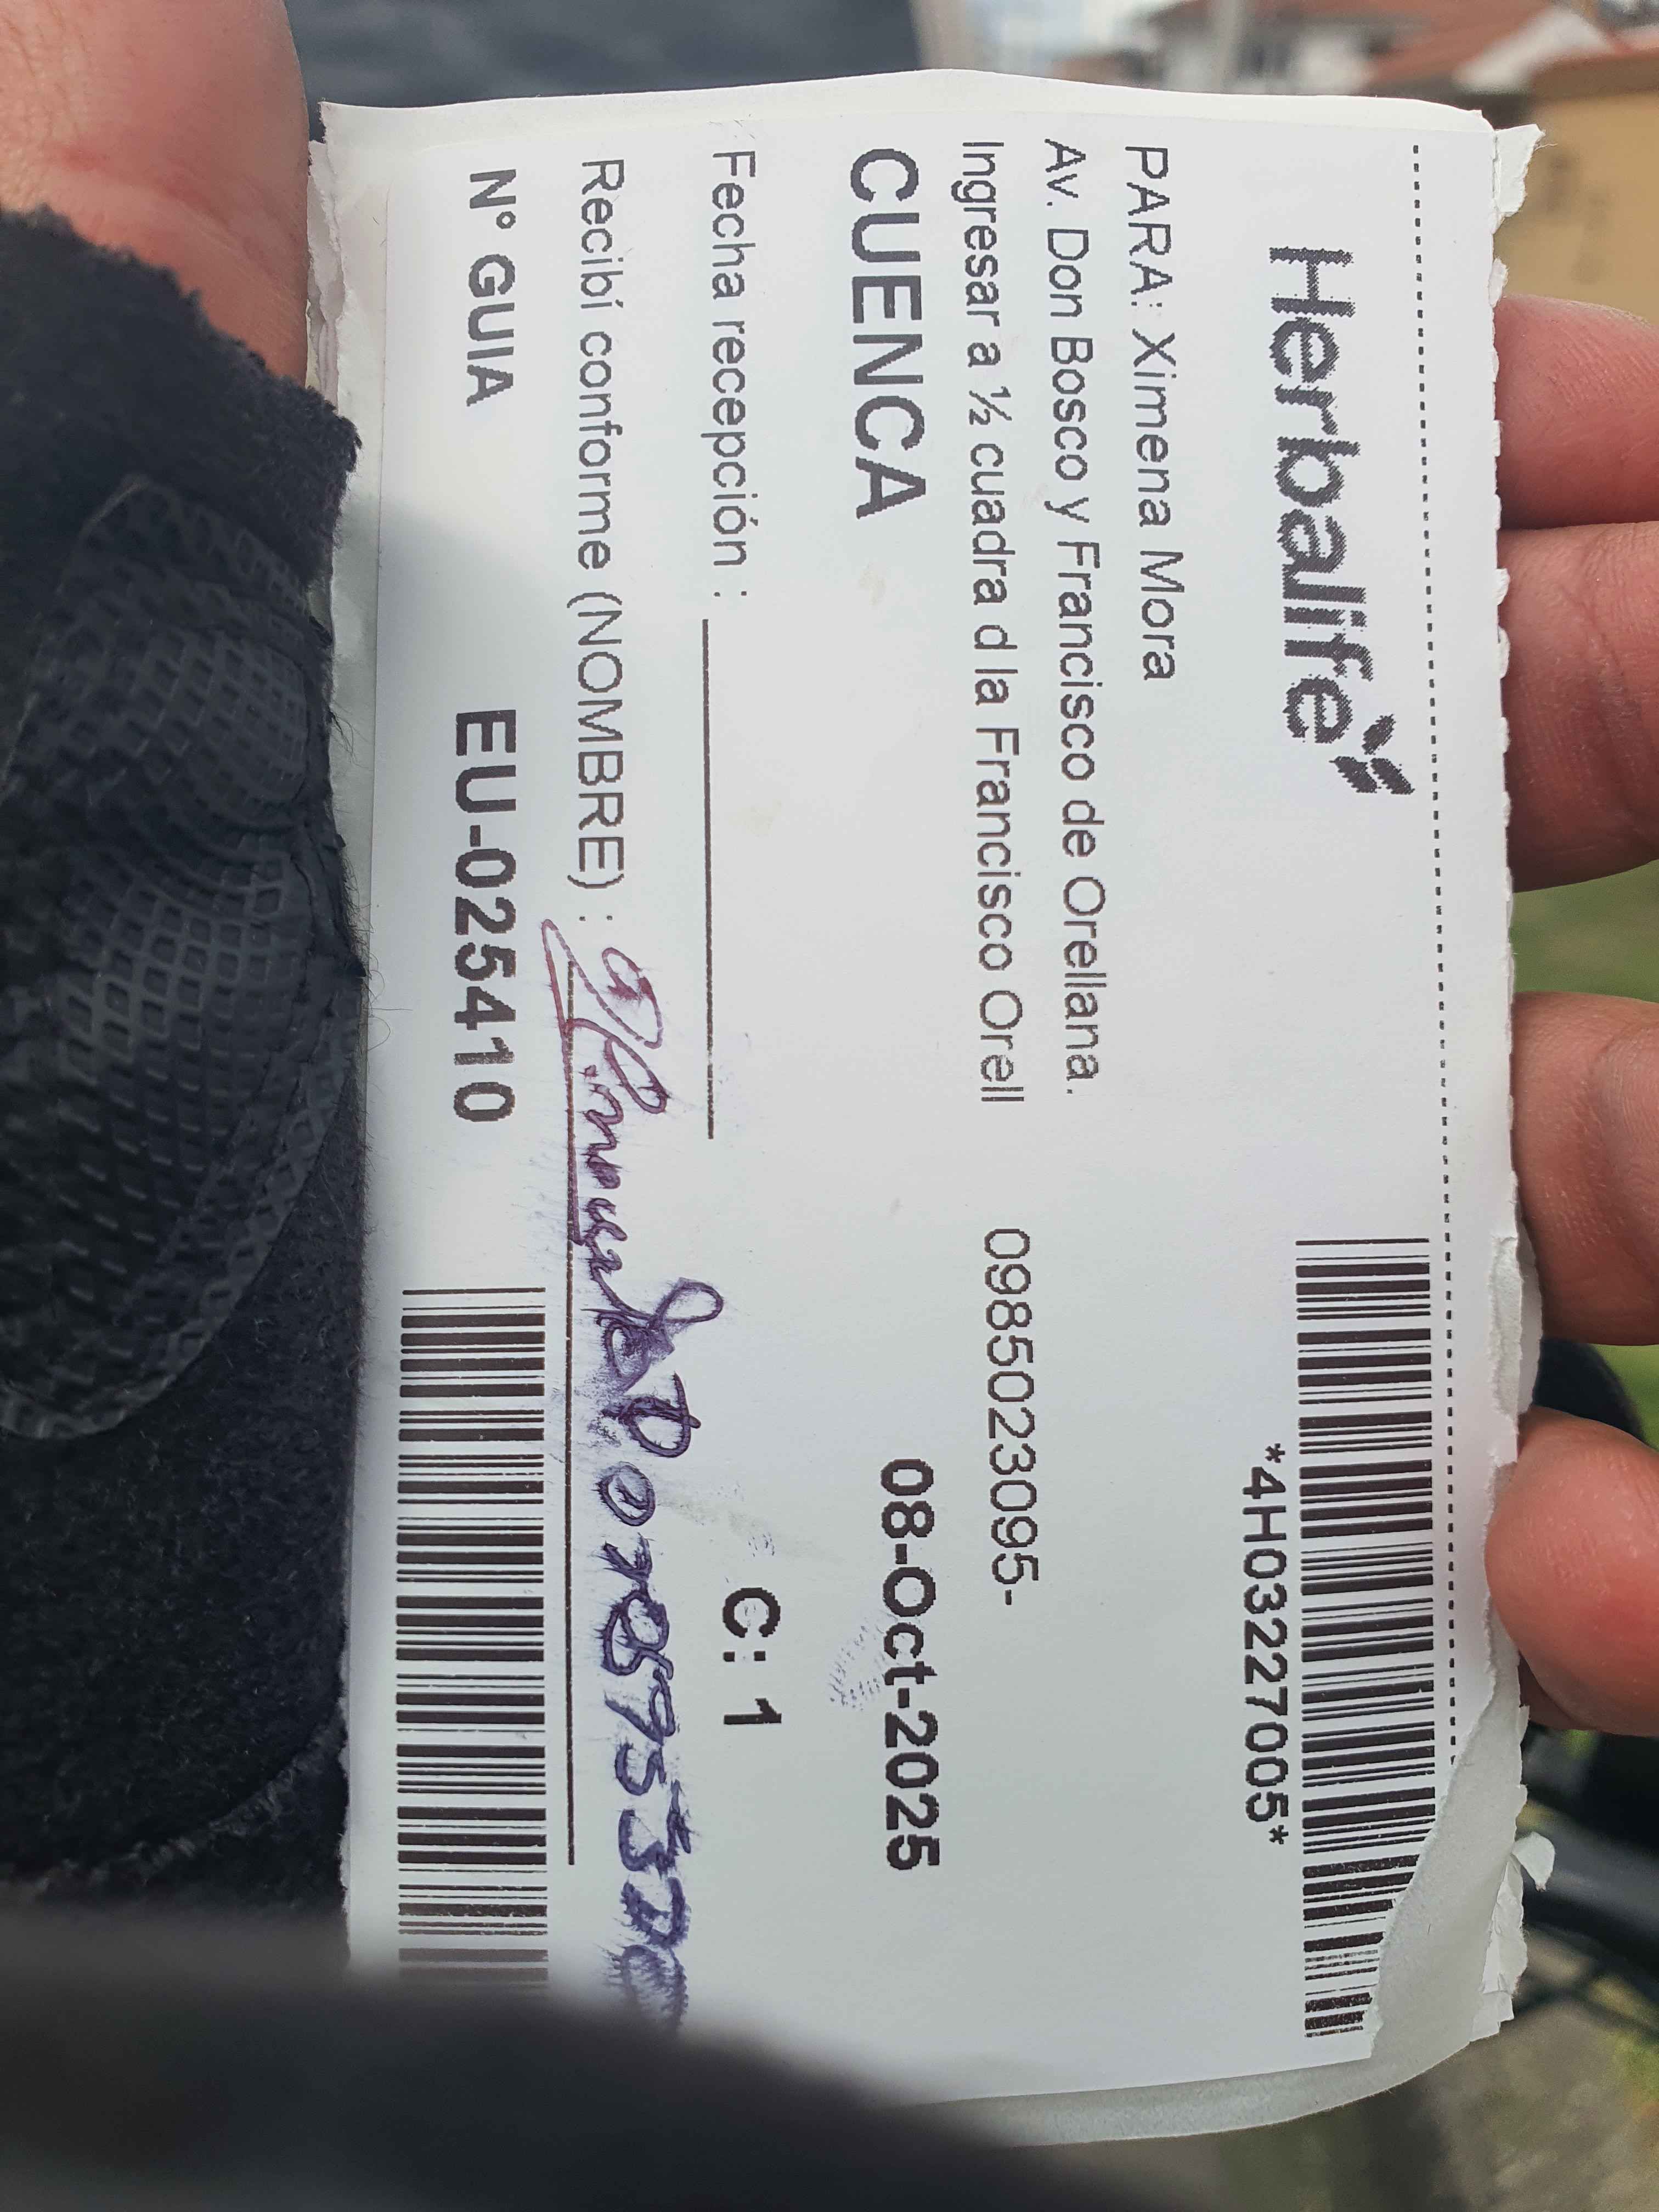 Herbalife
*4H03227005*
PARA: Ximena Mora
Av. Don Bosco y Francisco de Orellana.
Ingresar a ½ cuadra d la Francisco Orell 0985023095-
CUENCA 08-Oct-2025
Fecha recepción : C: 1
Recibí conforme (NOMBRE) :
N° GUIA EU-025410